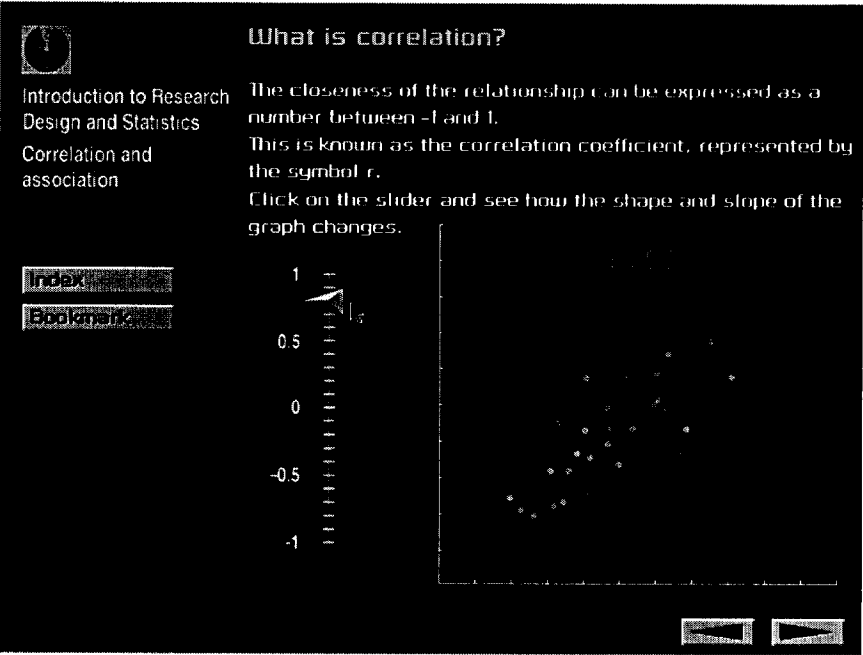 What is correlation?
Introduction to Research
Design and Statistics
Correlation and
association
The closeness of the relationship can be expressed as a
number between -1 and 1.
This is known as the correlation coefficient, represented by
the symbol r.
Click on the slider and see how the shape and slope of the
graph changes.
Index
Bookmark
1
0.5
0
-0.5
-1